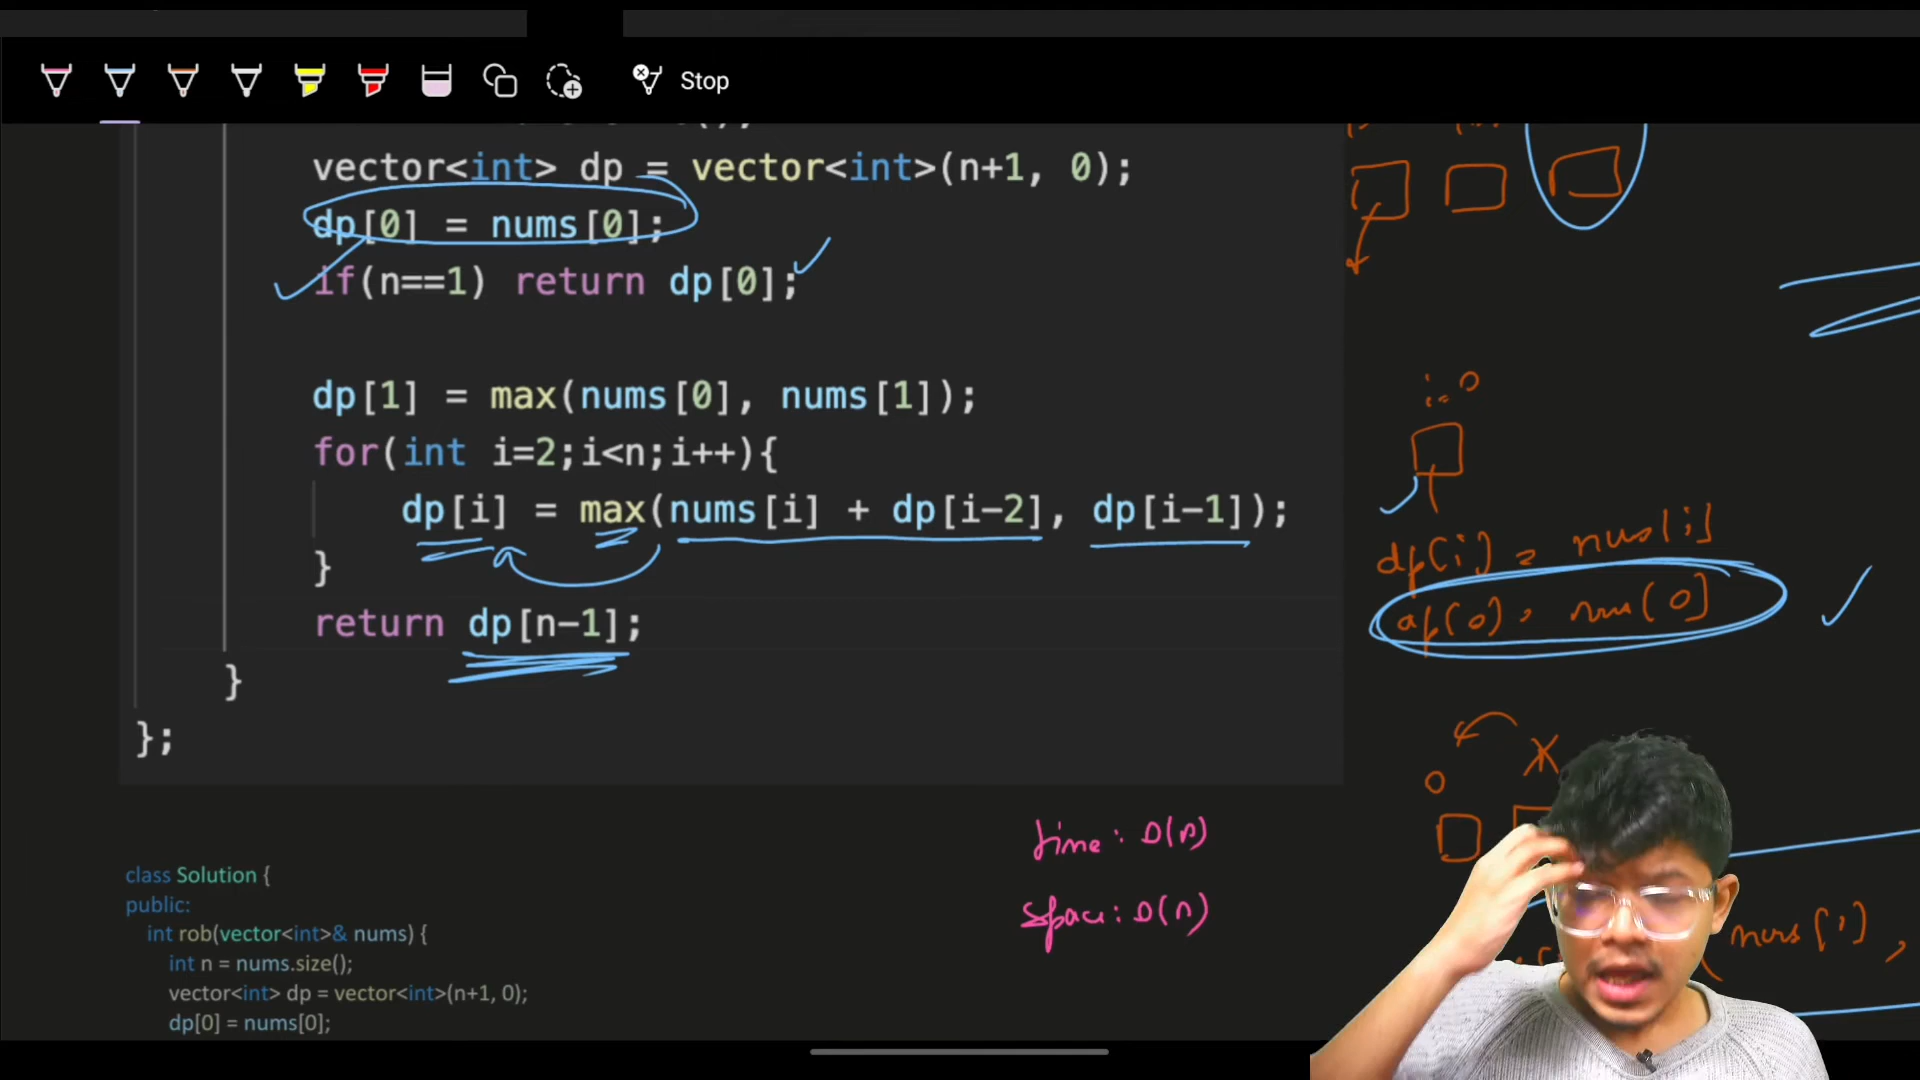 Stop
vector<int> dp = vector<int>(n+1, 0);
dp[0] = nums[0];
if(n==1) return dp[0];
dp[1] = max(nums[0], nums[1]);
for(int i=2;i<n;i++){
dp[i] = max(nums[i] + dp[i-2], dp[i-1]);
}
return dp[n-1];
}
};
i=0
dp(i) = nums[i]
dp(0) = num(0)
0
time: O(n)
space: O(n)
(nums[i],
class Solution {
public:
int rob(vector<int>& nums) {
int n = nums.size();
vector<int> dp = vector<int>(n+1, 0);
dp[0] = nums[0];